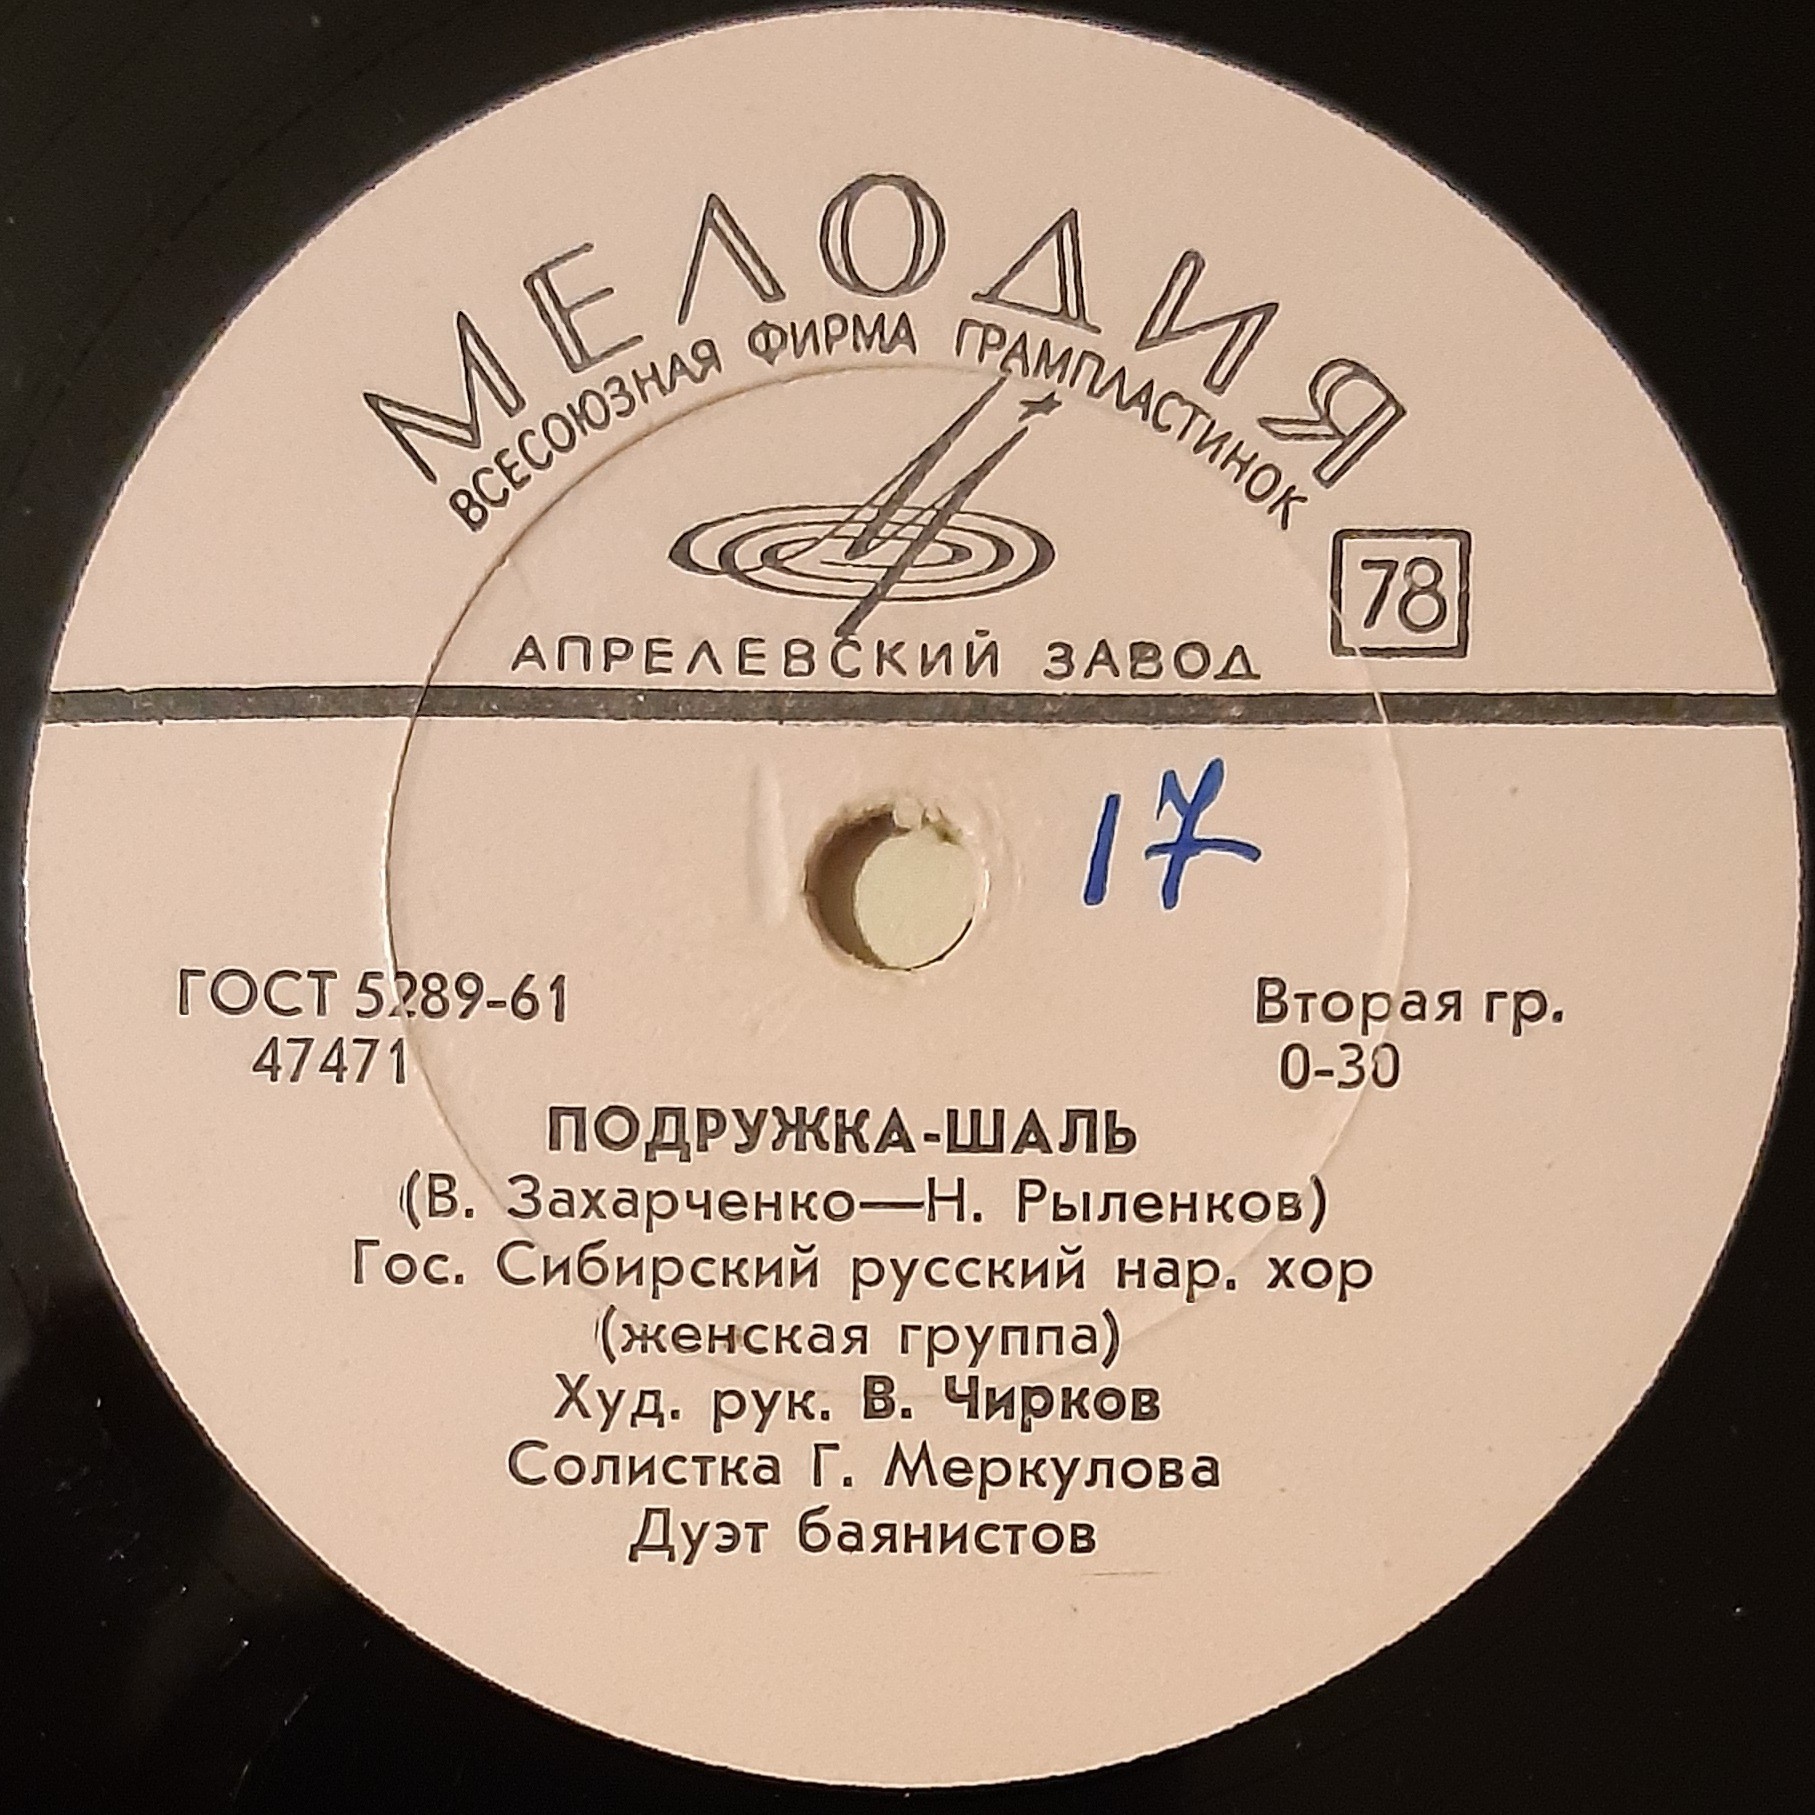 МЕЛОДИЯ
ВСЕСОЮЗНАЯ ФИРМА ГРАМПЛАСТИНОК
78
АПРЕЛЕВСКИЙ ЗАВОД
17
ГОСТ 5289-61
47471
Вторая гр.
0-30
ПОДРУЖКА-ШАЛЬ
(В. Захарченко—Н. Рыленков)
Гос. Сибирский русский нар. хор
(женская группа)
Худ. рук. В. Чирков
Солистка Г. Меркулова
Дуэт баянистов